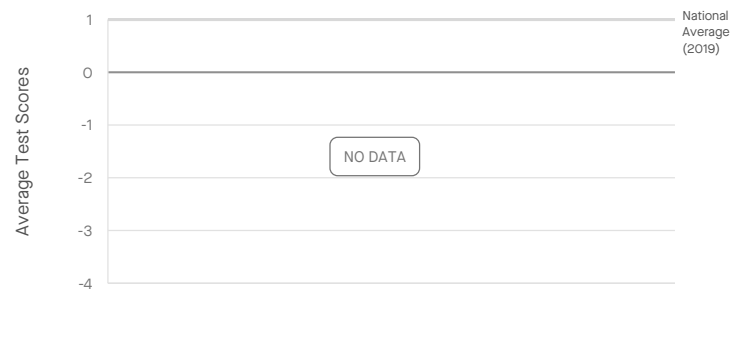 1
National
Average
(2019)
0
-1
NO DATA
-2
-3
-4
Average Test Scores